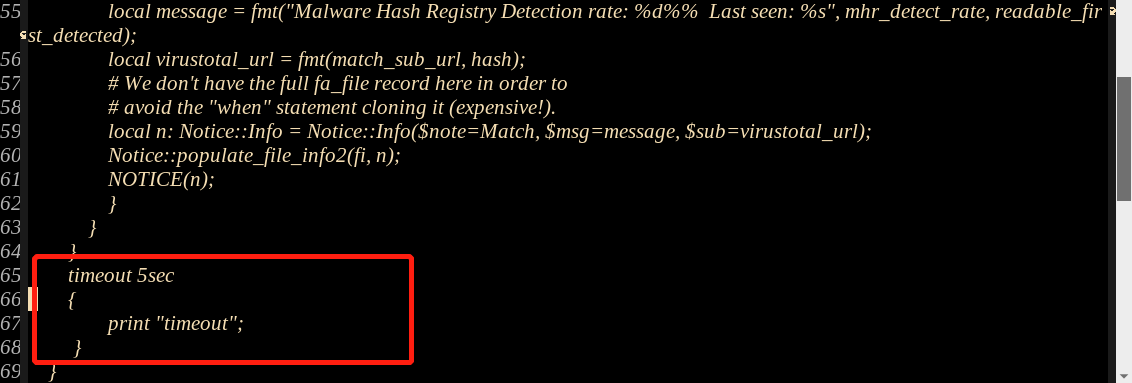 55 local message = fmt("Malware Hash Registry Detection rate: %d%%  Last seen: %s", mhr_detect_rate, readable_fir
st_detected);
56 local virustotal_url = fmt(match_sub_url, hash);
57 # We don't have the full fa_file record here in order to
58 # avoid the "when" statement cloning it (expensive!).
59 local n: Notice::Info = Notice::Info($note=Match, $msg=message, $sub=virustotal_url);
60 Notice::populate_file_info2(fi, n);
61 NOTICE(n);
62 }
63 }
64 }
65 timeout 5sec
66 {
67 print "timeout";
68 }
69 }